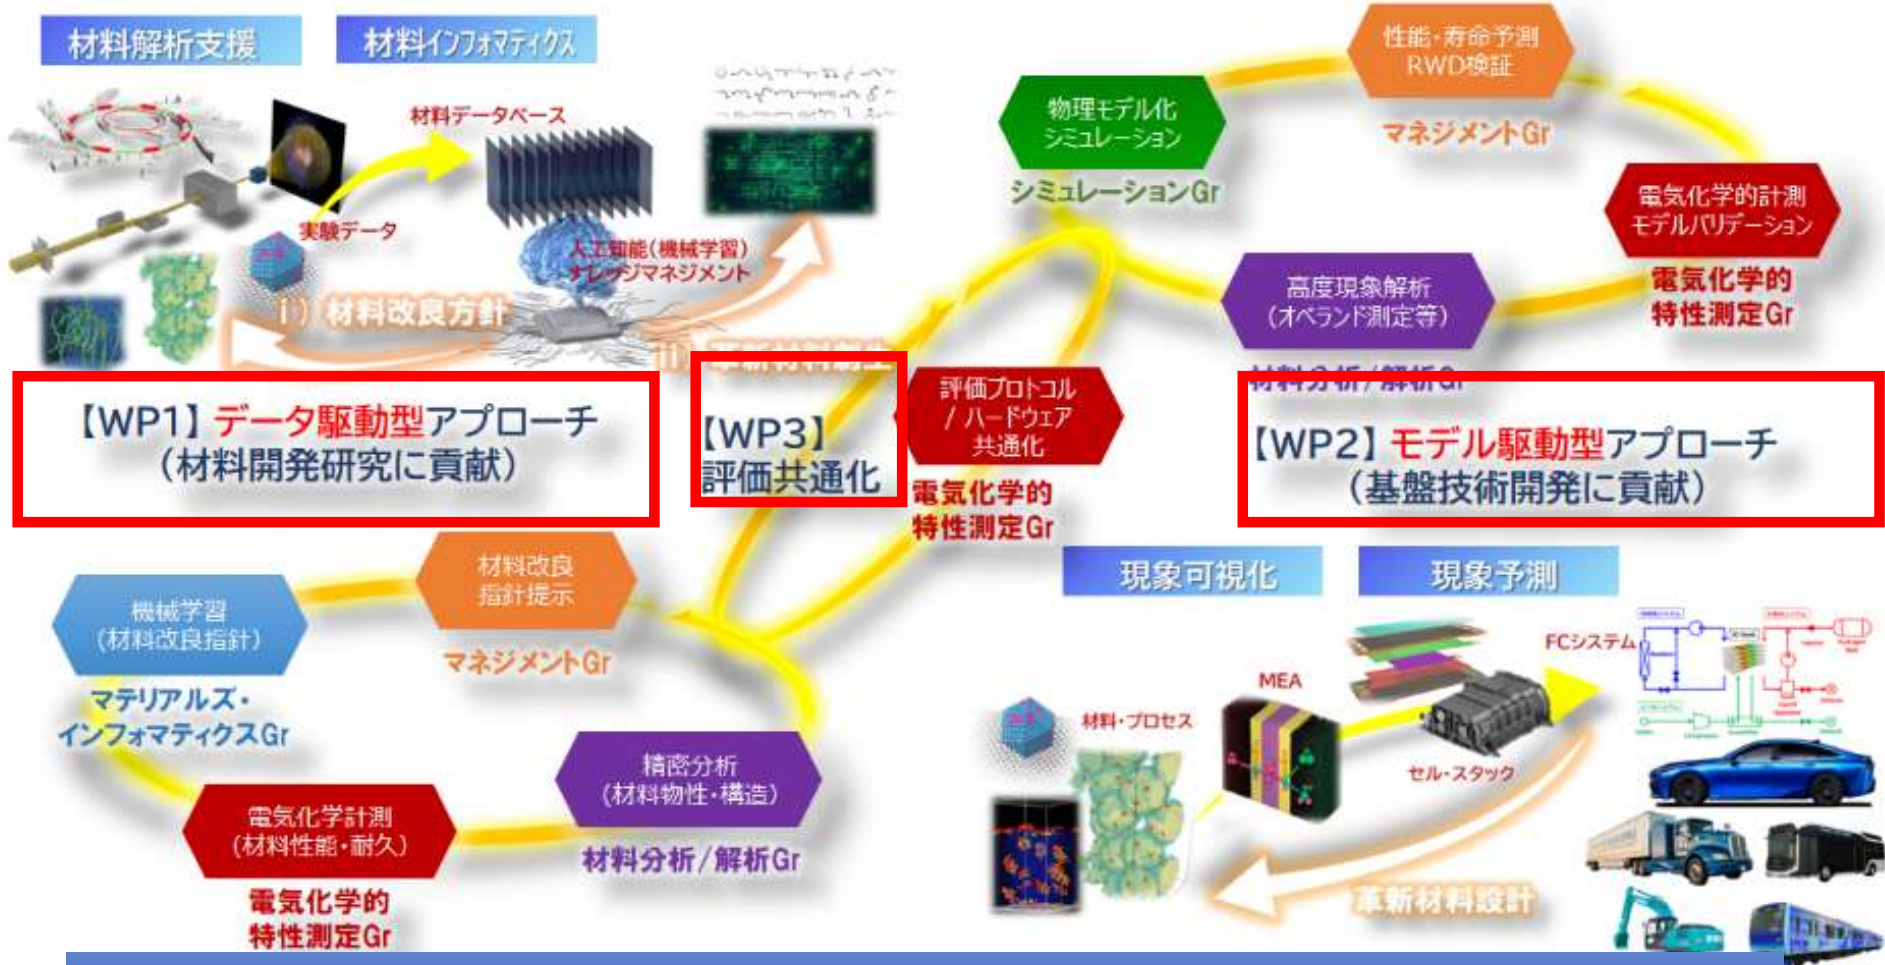 材料解析支援
材料インフォマティクス
材料データベース
実験データ
人工知能(機械学習)
ナレッジマネジメント
ⅰ)材料改良方針
ⅱ)革新材料創生
【WP1】データ駆動型アプローチ
(材料開発研究に貢献)
【WP3】
評価共通化
評価プロトコル
/ ハードウェア
共通化
電気化学的
特性測定Gr
物理モデル化
シミュレーション
シミュレーションGr
性能・寿命予測
RWD検証
マネジメントGr
電気化学的計測
モデルバリデーション
電気化学的
特性測定Gr
高度現象解析
(オペランド測定等)
材料分析/解析Gr
【WP2】モデル駆動型アプローチ
(基盤技術開発に貢献)
機械学習
(材料改良指針)
マテリアルズ・
インフォマティクスGr
材料改良
指針提示
マネジメントGr
電気化学計測
(材料性能・耐久)
電気化学的
特性測定Gr
精密分析
(材料物性・構造)
材料分析/解析Gr
現象可視化
現象予測
材料・プロセス
MEA
セル・スタック
FCシステム
革新材料設計